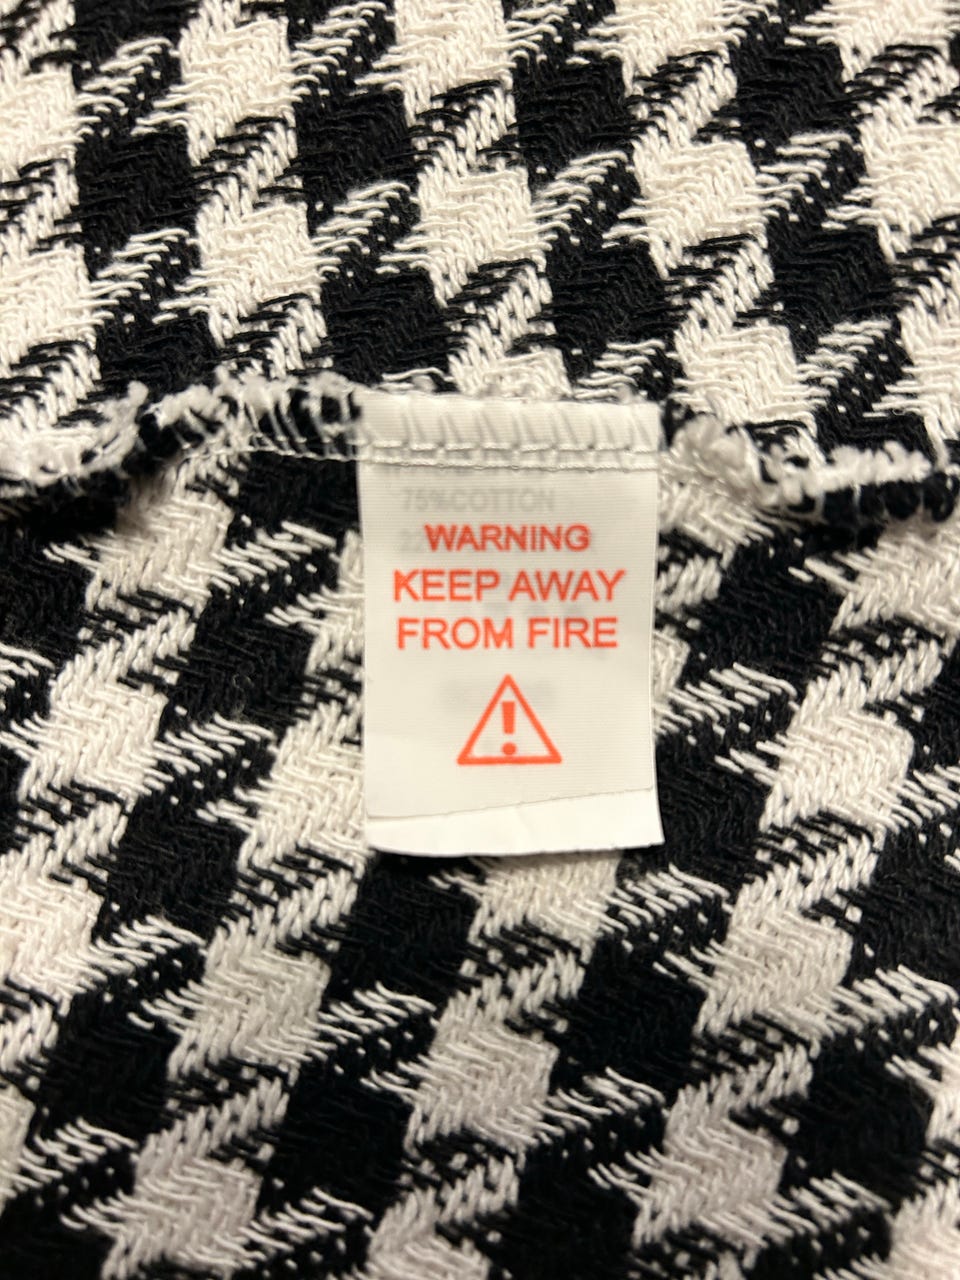 75%COTTON
WARNING
KEEP AWAY
FROM FIRE